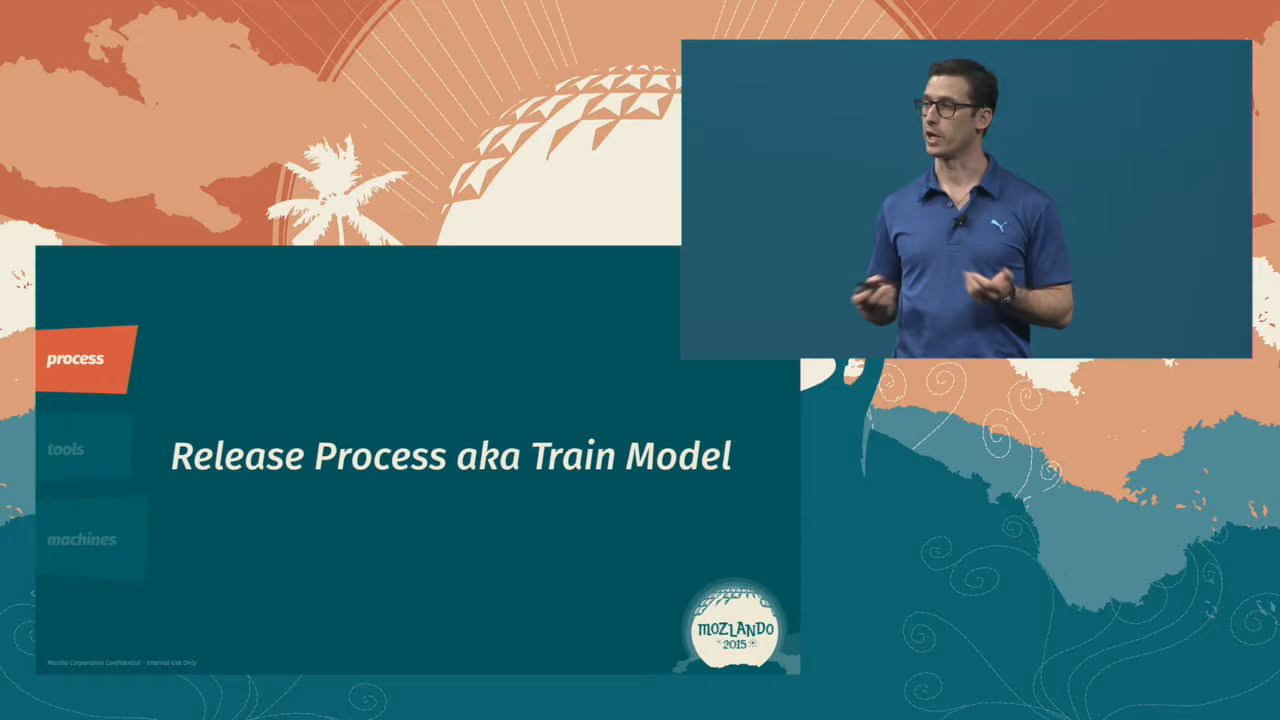 process
tools
machines
Release Process aka Train Model
MOZLANDO
2015
Mozilla Corporation Confidential - Internal Use Only